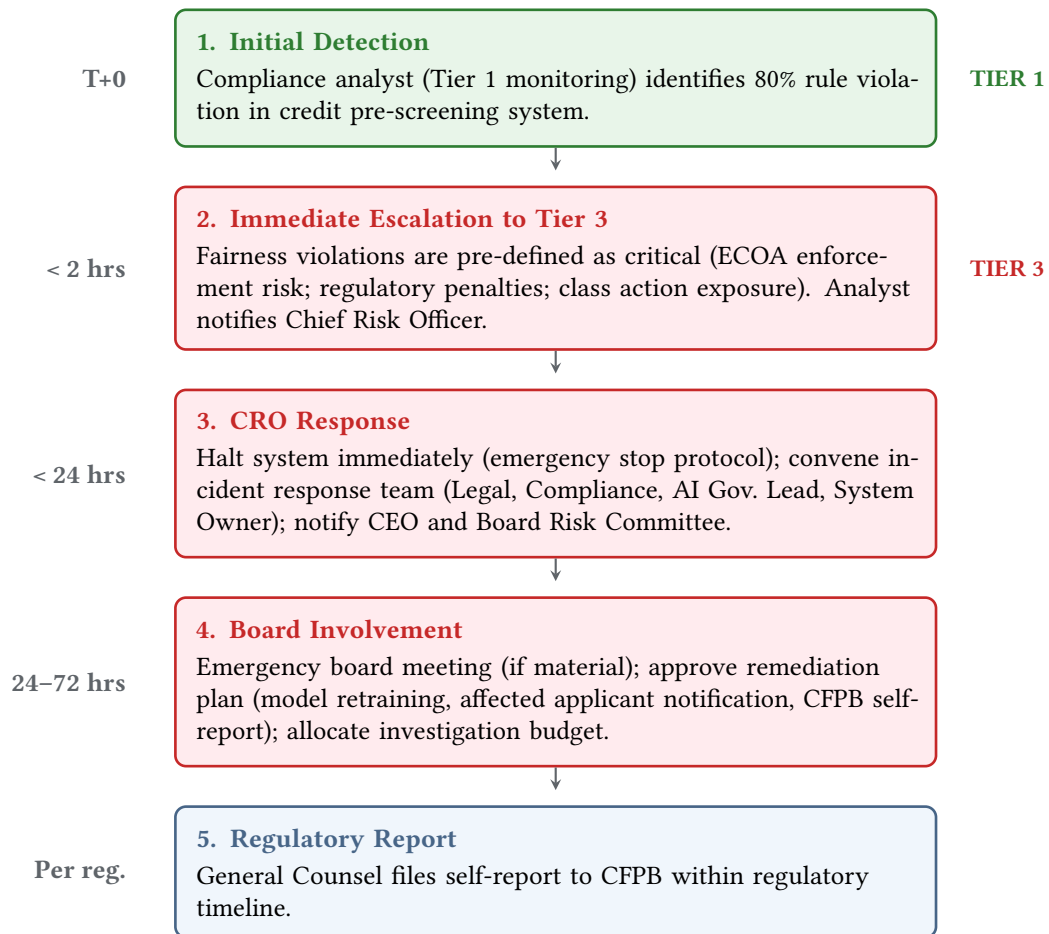 1. Initial Detection
T+0
Compliance analyst (Tier 1 monitoring) identifies 80% rule viola-
tion in credit pre-screening system.
TIER 1
2. Immediate Escalation to Tier 3
< 2 hrs
Fairness violations are pre-defined as critical (ECOA enforce-
ment risk; regulatory penalties; class action exposure). Analyst
notifies Chief Risk Officer.
TIER 3
3. CRO Response
< 24 hrs
Halt system immediately (emergency stop protocol); convene in-
cident response team (Legal, Compliance, AI Gov. Lead, System
Owner); notify CEO and Board Risk Committee.
4. Board Involvement
24–72 hrs
Emergency board meeting (if material); approve remediation
plan (model retraining, affected applicant notification, CFPB self-
report); allocate investigation budget.
5. Regulatory Report
Per reg.
General Counsel files self-report to CFPB within regulatory
timeline.